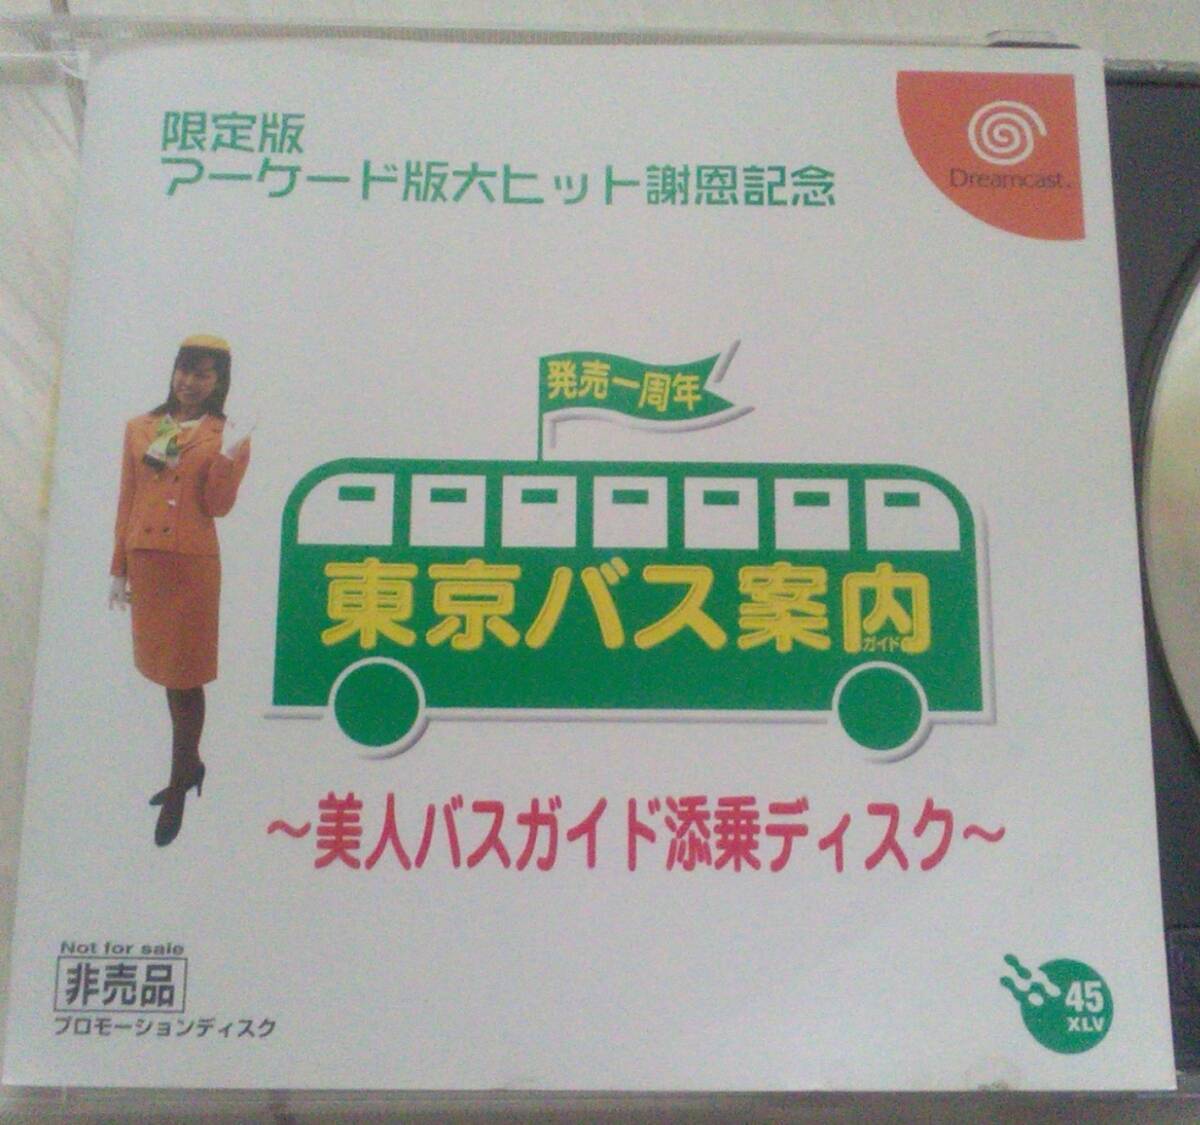 限定版
アーケード版大ヒット謝恩記念
Dreamcast.
発売一周年
東京バス案内
ガイド
～美人バスガイド添乗ディスク～
Not for sale
非売品
プロモーションディスク
45
XLV